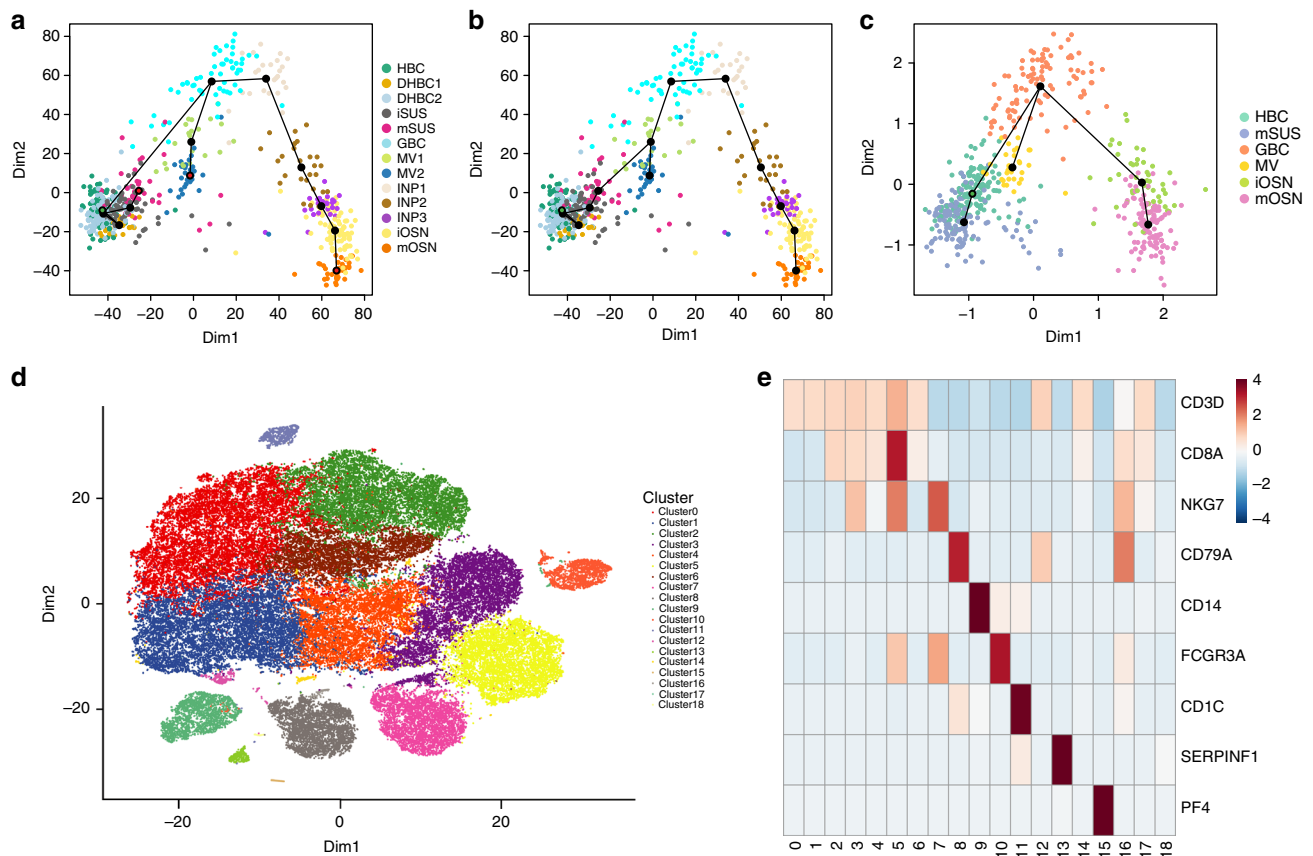 a
80
60
40
20
0
−20
−40
Dim2
−40 −20 0 20 40 60 80
Dim1
HBC
DHBC1
DHBC2
iSUS
mSUS
GBC
MV1
MV2
INP1
INP2
INP3
iOSN
mOSN
b
80
60
40
20
0
−20
−40
Dim2
−40 −20 0 20 40 60 80
Dim1
c
2
1
0
−1
Dim2
−1 0 1 2
Dim1
HBC
mSUS
GBC
MV
iOSN
mOSN
d
20
0
−20
Dim2
−20 0 20
Dim1
Cluster
Cluster0
Cluster1
Cluster2
Cluster3
Cluster4
Cluster5
Cluster6
Cluster7
Cluster8
Cluster9
Cluster10
Cluster11
Cluster12
Cluster13
Cluster14
Cluster15
Cluster16
Cluster17
Cluster18
e
CD3D
CD8A
NKG7
CD79A
CD14
FCGR3A
CD1C
SERPINF1
PF4
0 1 2 3 4 5 6 7 8 9 10 11 12 13 14 15 16 17 18
4
2
0
−2
−4